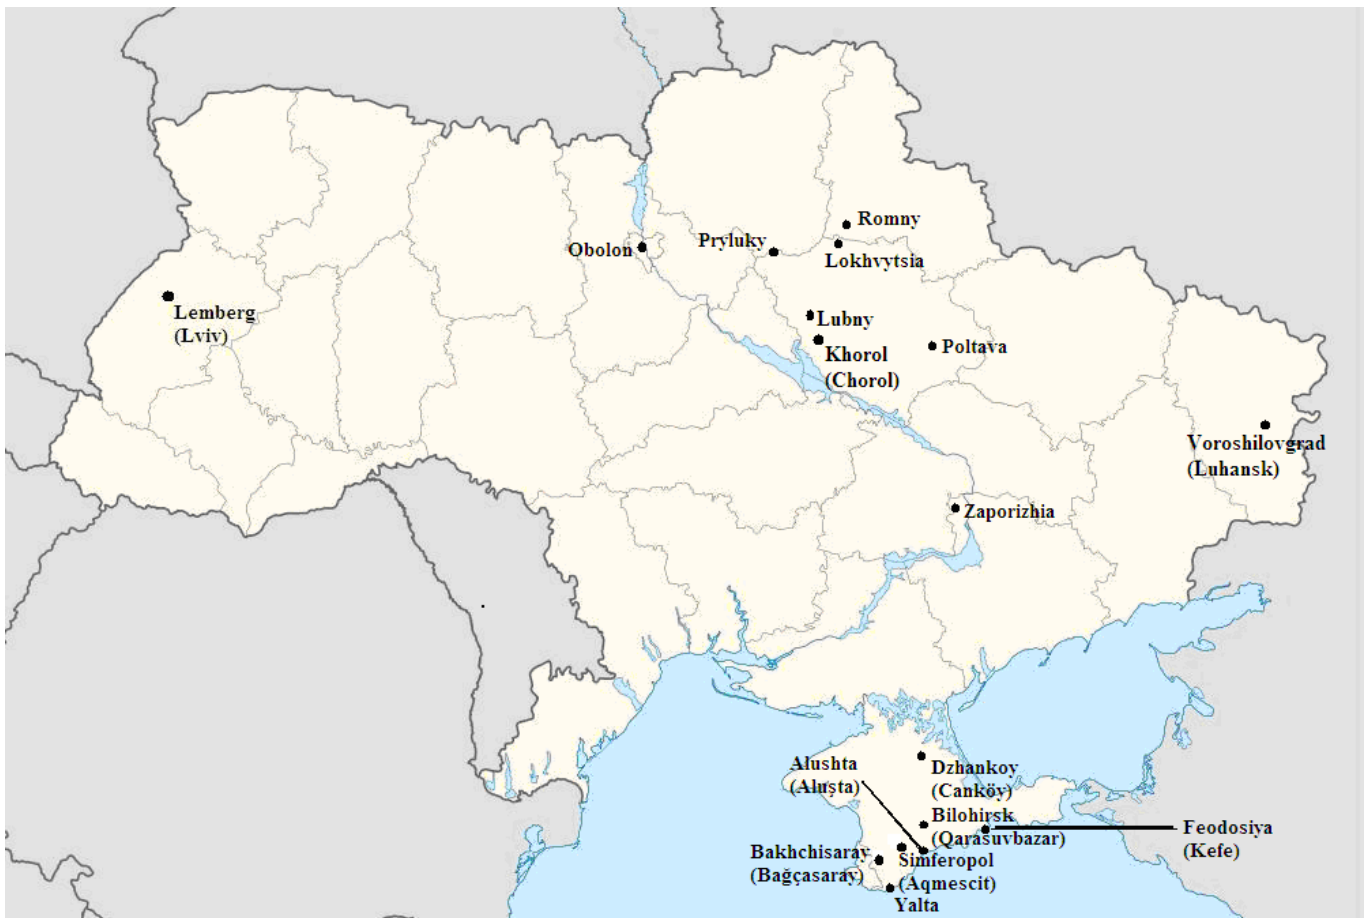 Romny
Pryluky
Obolon
Lokhvytsia
Lemberg
(Lviv)
Lubny
Khorol
(Chorol)
Poltava
Voroshilovgrad
(Luhansk)
Zaporizhia
Alushta
(Aluşta)
Dzhankoy
(Canköy)
Bilohirsk
(Qarasuvbazar)
Feodosiya
(Kefe)
Bakhchisaray
(Bağçasaray)
Simferopol
(Aqmescit)
Yalta